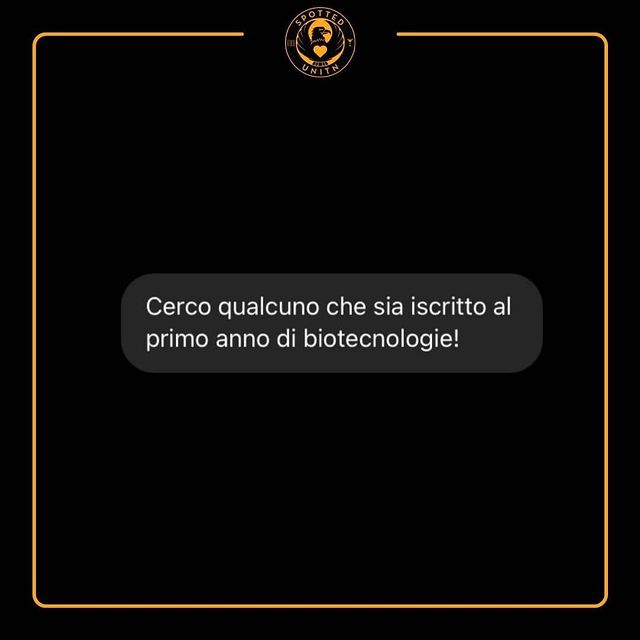 SPOTTED
UNITN
Cerco qualcuno che sia iscritto al
primo anno di biotecnologie!